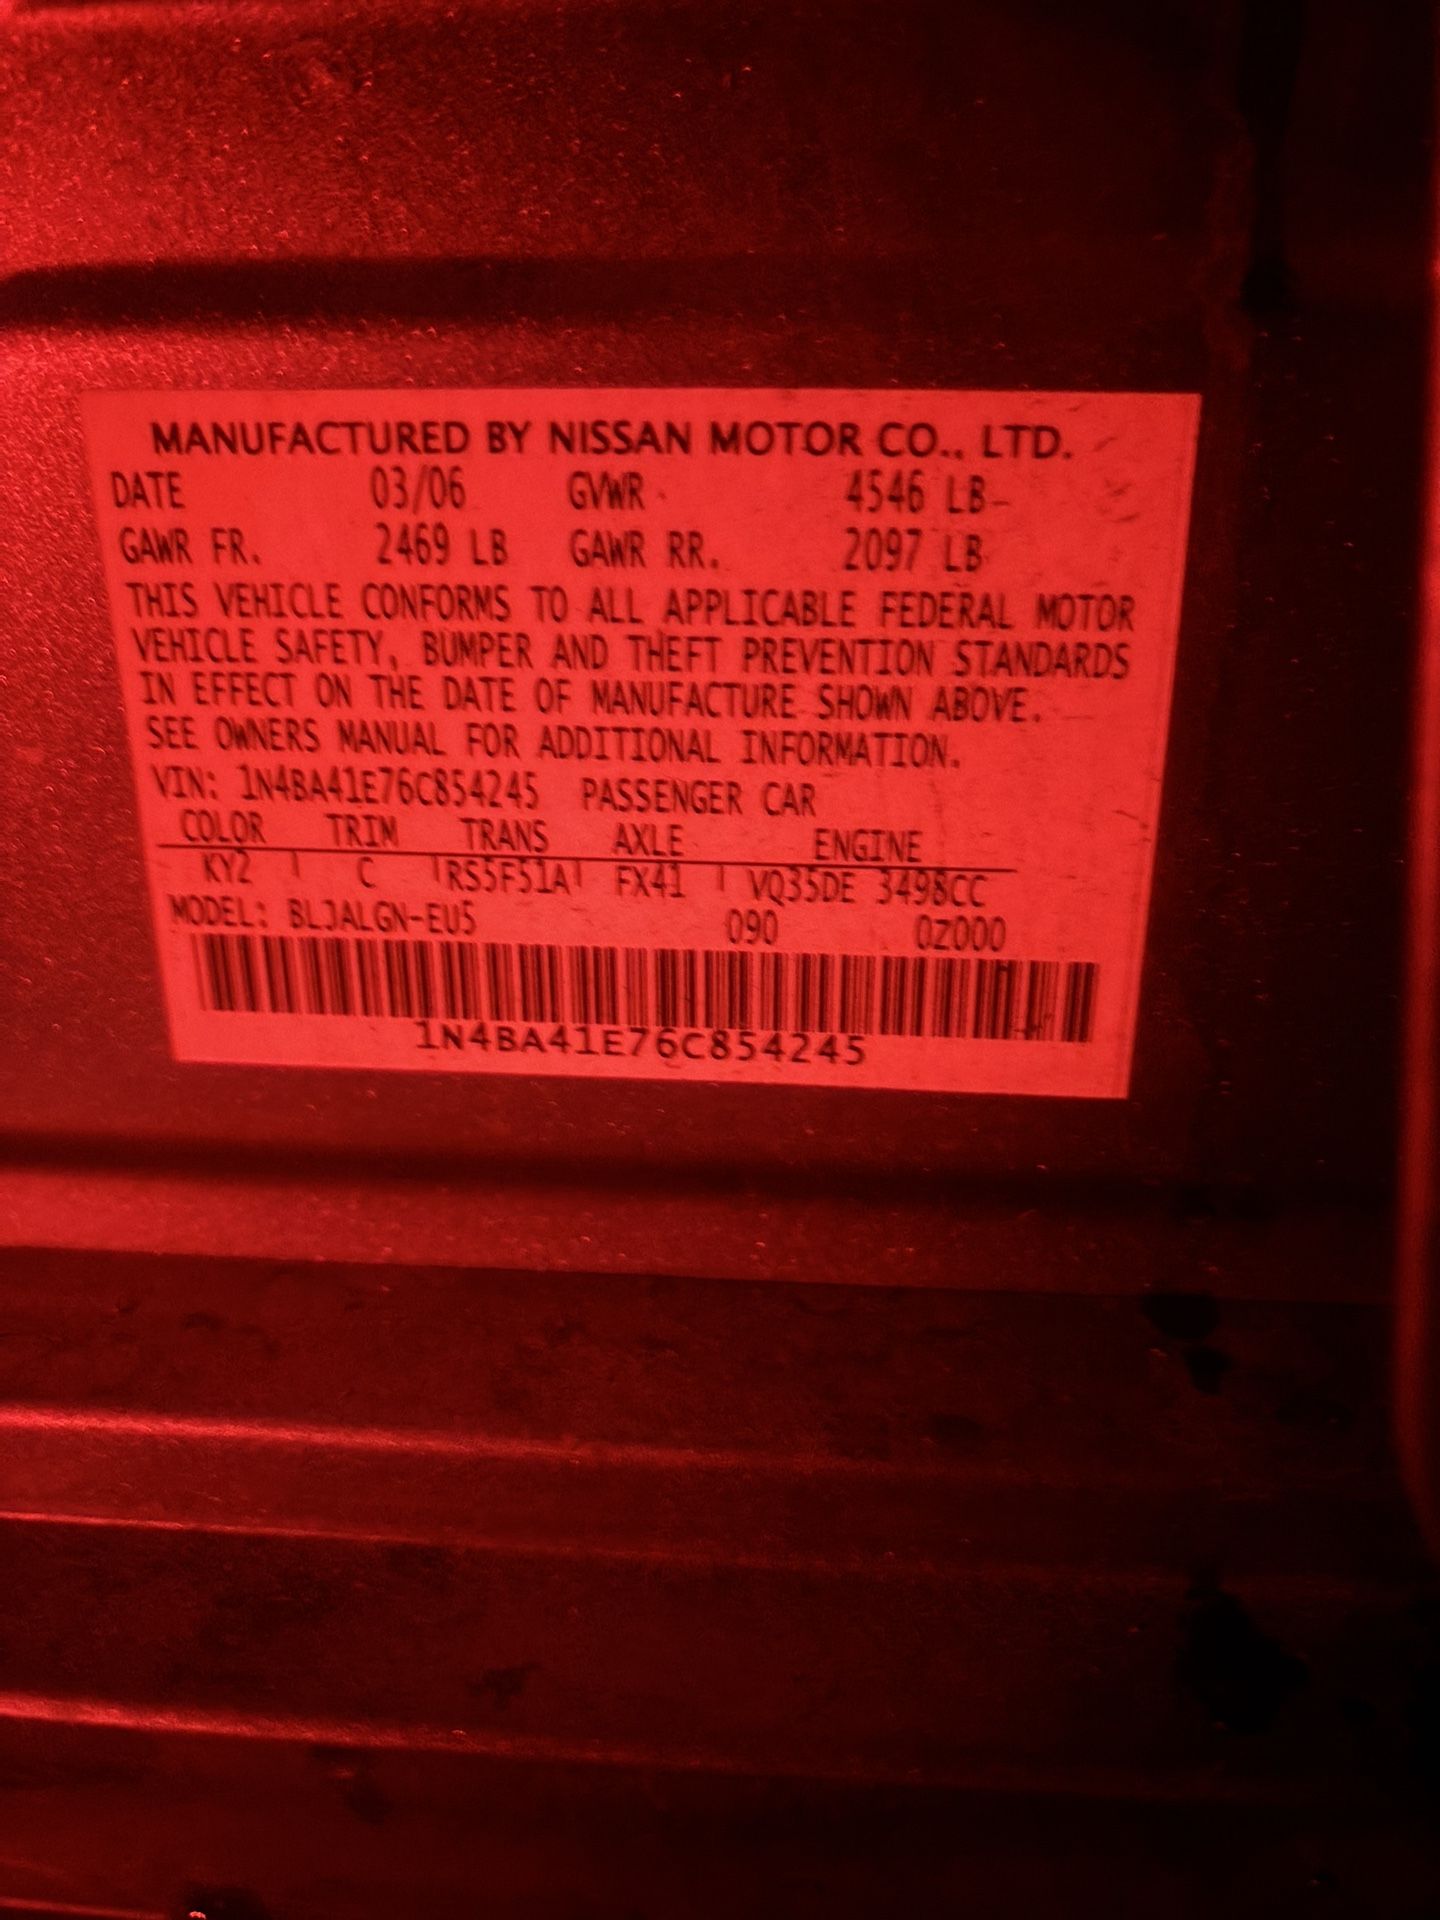 MANUFACTURED BY NISSAN MOTOR CO., LTD.
DATE 03/06 GVWR 4546 LB
GAWR FR. 2469 LB GAWR RR. 2097 LB
THIS VEHICLE CONFORMS TO ALL APPLICABLE FEDERAL MOTOR
VEHICLE SAFETY, BUMPER AND THEFT PREVENTION STANDARDS
IN EFFECT ON THE DATE OF MANUFACTURE SHOWN ABOVE.
SEE OWNERS MANUAL FOR ADDITIONAL INFORMATION.
VIN: 1N4BA41E76C854245 PASSENGER CAR
COLOR TRIM TRANS AXLE ENGINE
KY2 C RS5F51A FX41 VQ35DE 3498CC
MODEL: BLJALGN-EU5 090 0Z000
1N4BA41E76C854245